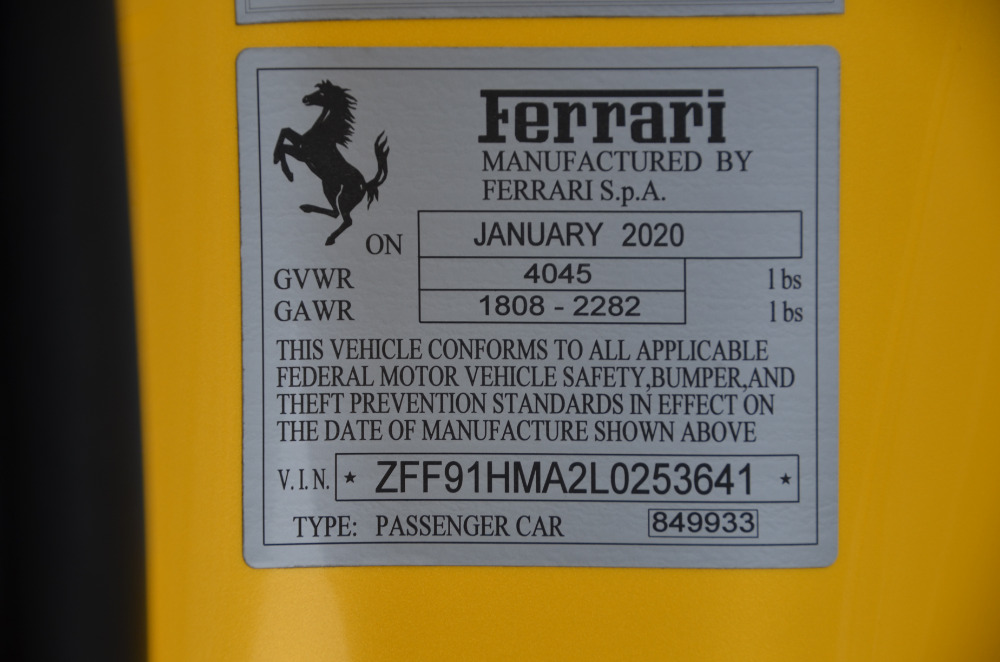 Ferrari
MANUFACTURED BY
FERRARI S.p.A.
ON JANUARY 2020
GVWR 4045 lbs
GAWR 1808 - 2282 lbs
THIS VEHICLE CONFORMS TO ALL APPLICABLE
FEDERAL MOTOR VEHICLE SAFETY,BUMPER,AND
THEFT PREVENTION STANDARDS IN EFFECT ON
THE DATE OF MANUFACTURE SHOWN ABOVE
V.I.N. ★ ZFF91HMA2L0253641 ★
TYPE: PASSENGER CAR 849933